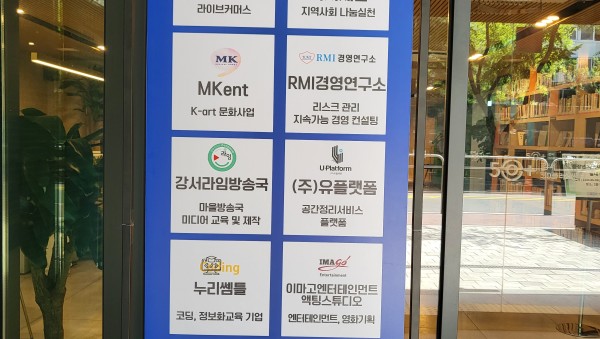 라이브커머스
지역사회 나눔실천
MK
MKent
K-art 문화사업
RMI 경영연구소
RMI경영연구소
리스크 관리
지속가능 경영 컨설팅
라임
강서라임방송국
마을방송국
미디어 교육 및 제작
U-Platform
(주)유플랫폼
공간정리서비스
플랫폼
누리쎔틀
코딩, 정보화교육 기업
IMAGO
Entertainment
이마고엔터테인먼트
액팅스튜디오
엔터테인먼트, 영화기획
50